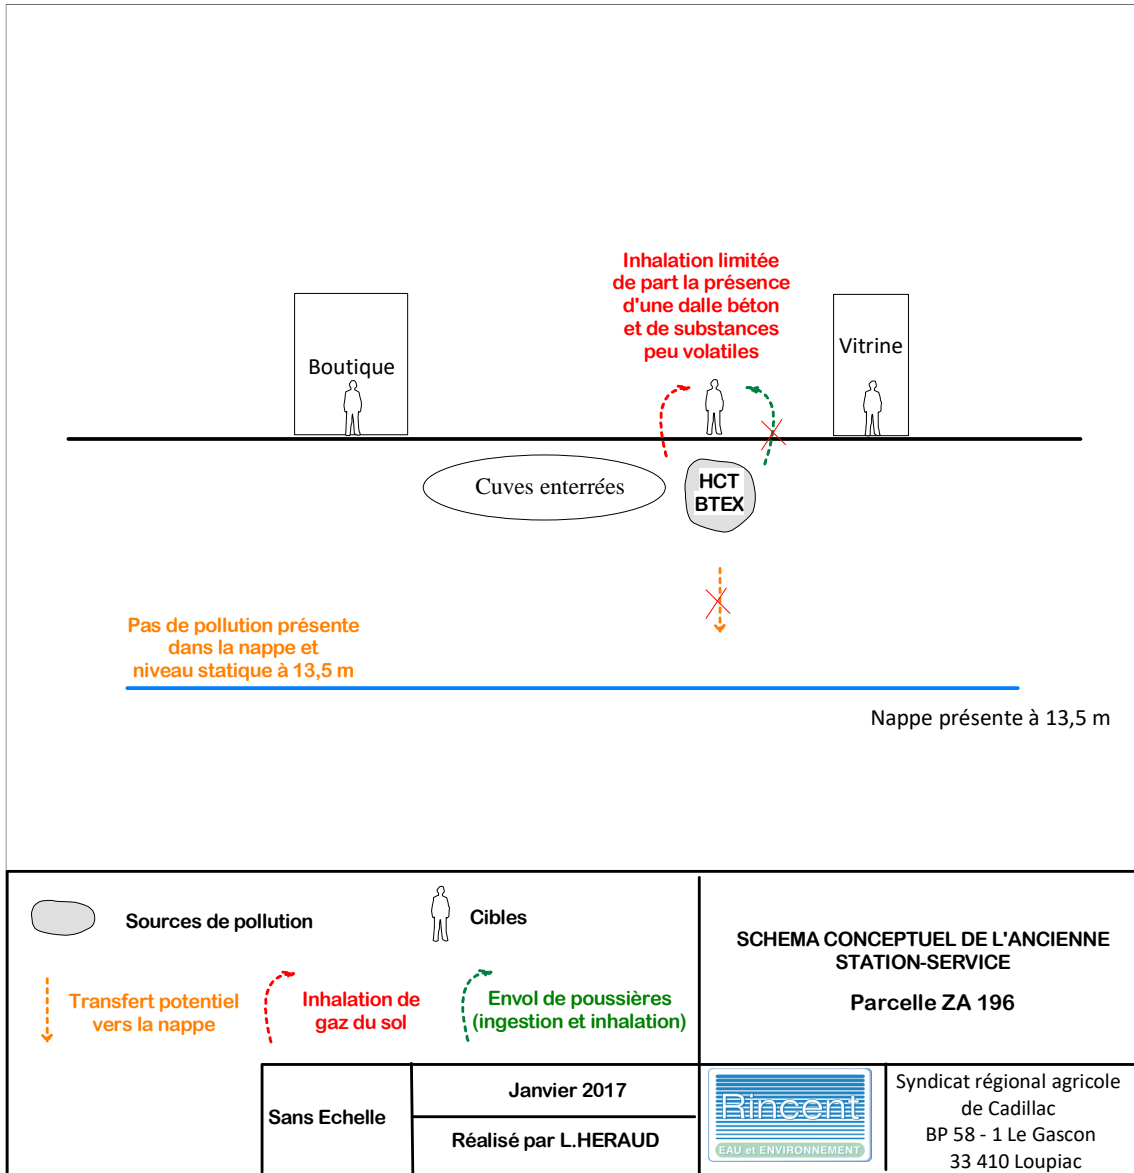 Inhalation limitée
de part la présence
d'une dalle béton
et de substances
peu volatiles
Boutique
Vitrine
Cuves enterrées
HCT
BTEX
Pas de pollution présente
dans la nappe et
niveau statique à 13,5 m
Nappe présente à 13,5 m
Sources de pollution
Cibles
Transfert potentiel
vers la nappe
Inhalation de
gaz du sol
Envol de poussières
(ingestion et inhalation)
SCHEMA CONCEPTUEL DE L'ANCIENNE
STATION-SERVICE
Parcelle ZA 196
Sans Echelle
Janvier 2017
Réalisé par L.HERAUD
Rincent
EAU et ENVIRONNEMENT
Syndicat régional agricole
de Cadillac
BP 58 - 1 Le Gascon
33 410 Loupiac